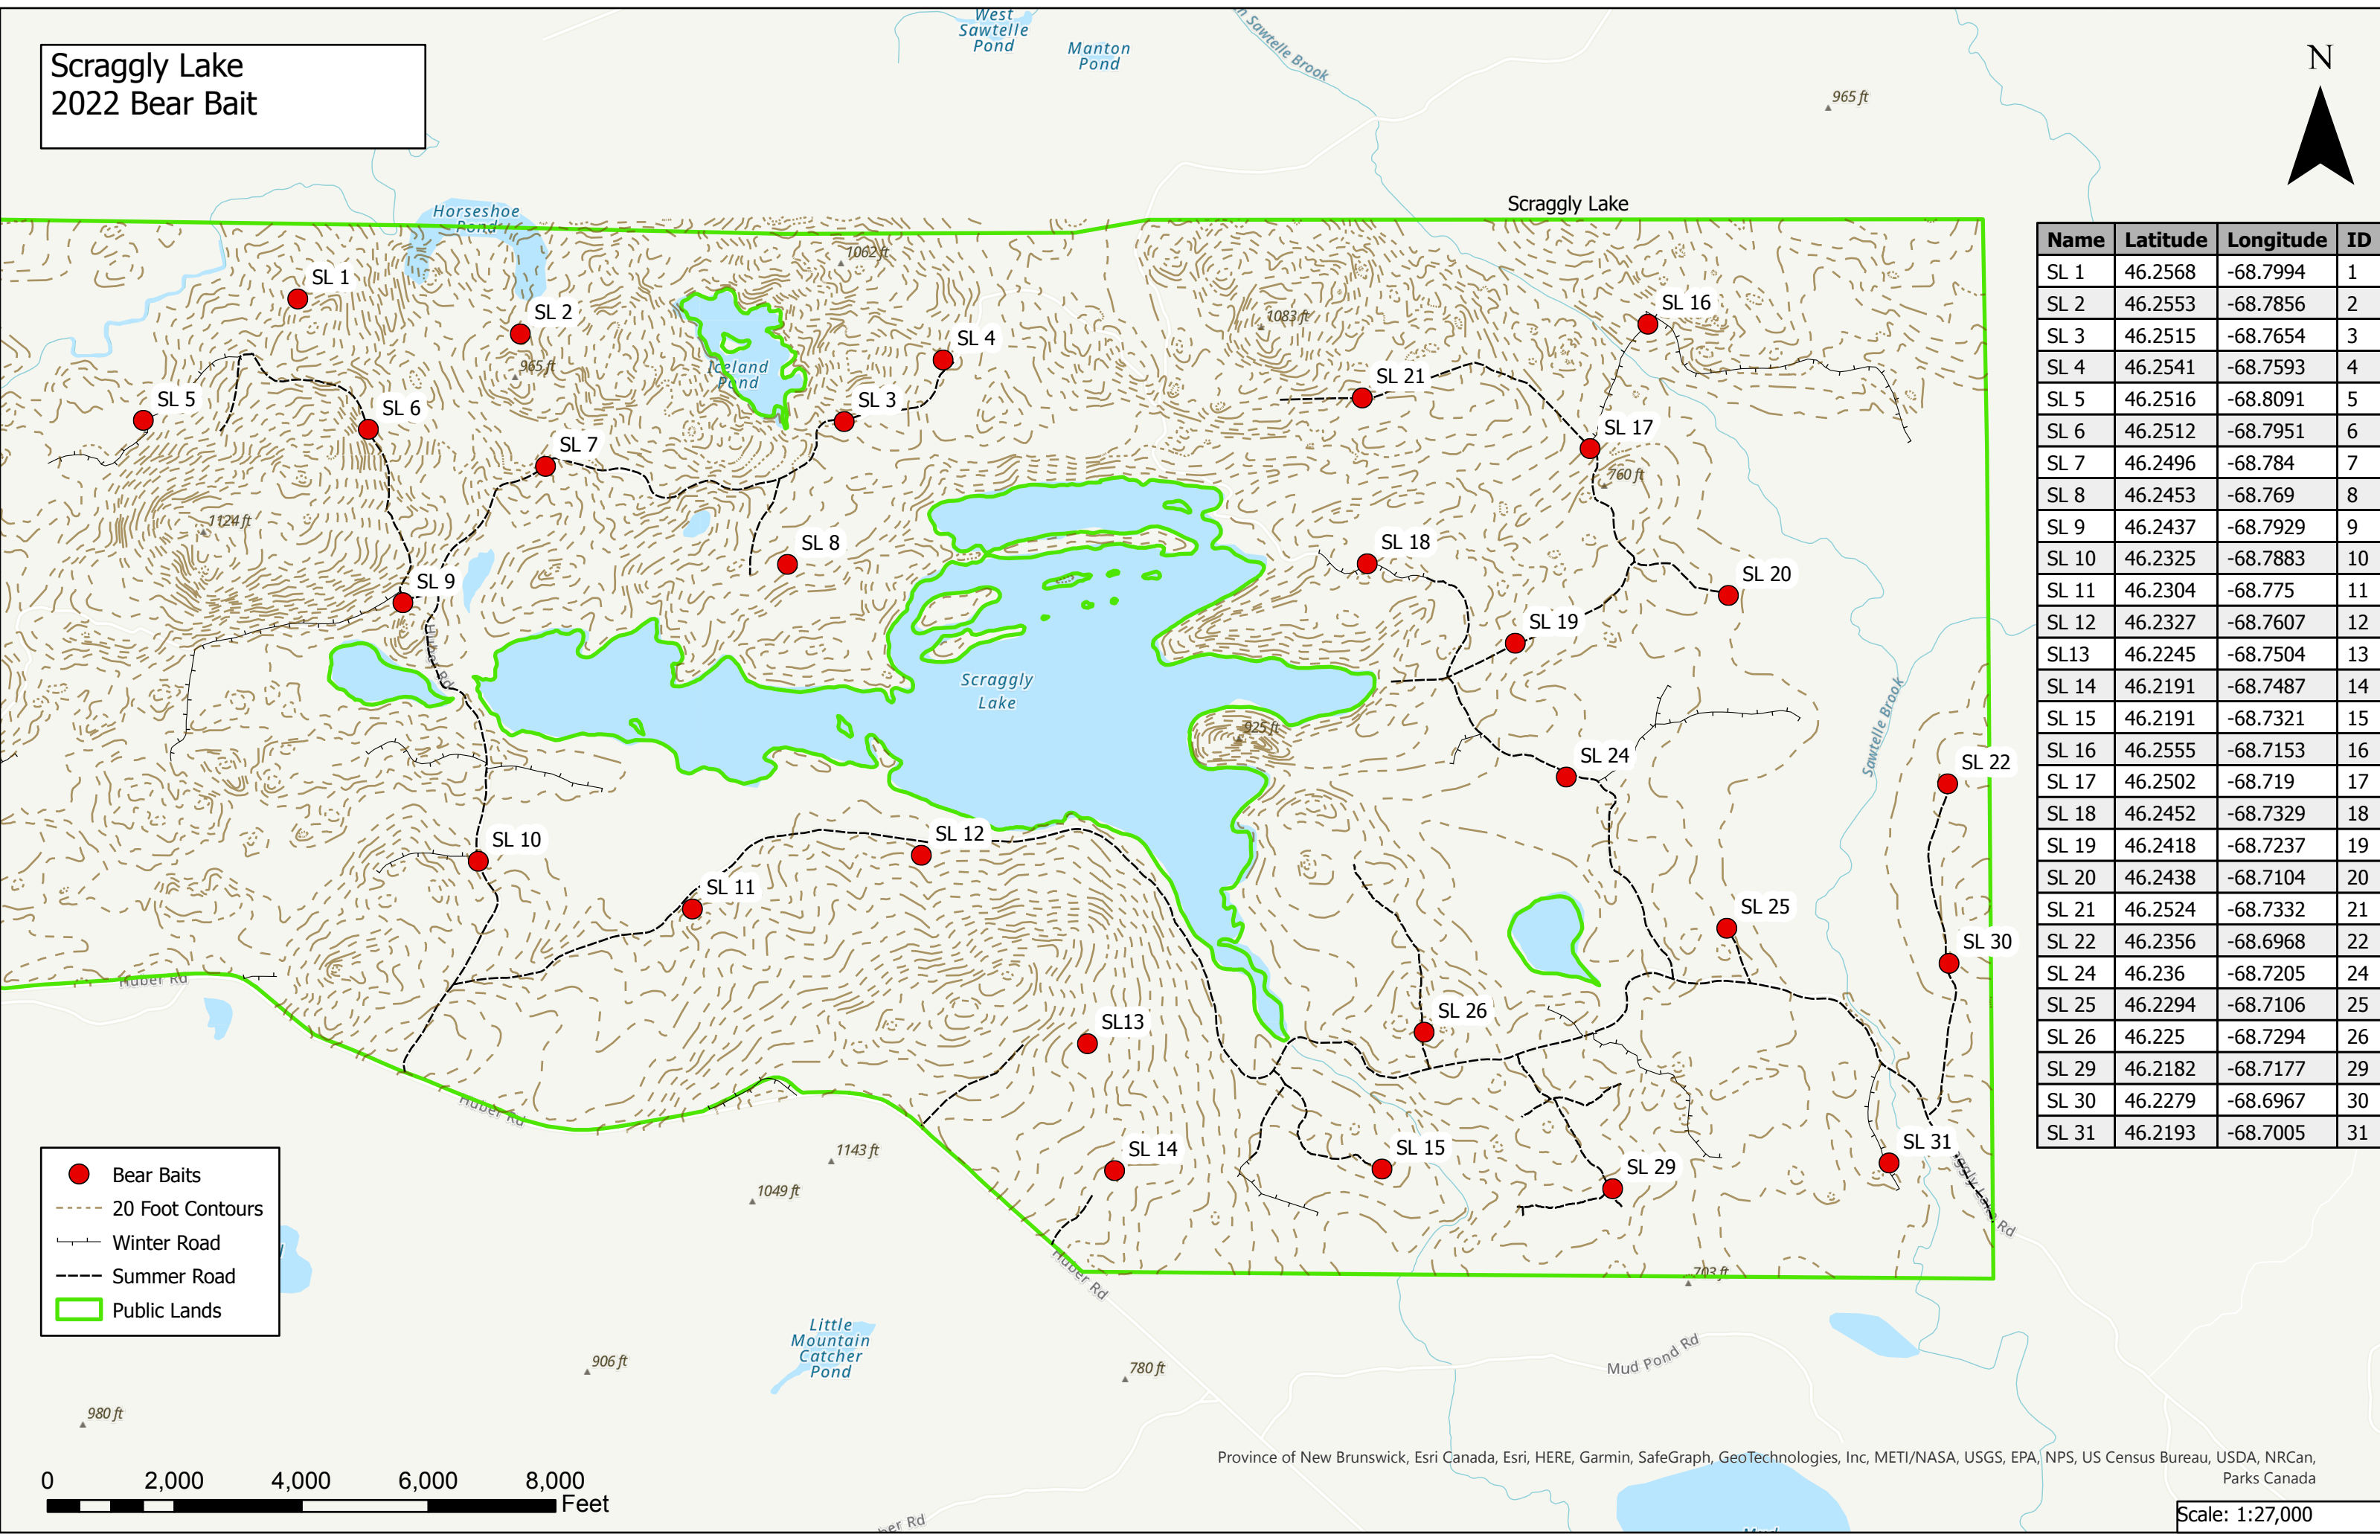 Scraggly Lake
2022 Bear Bait
West
Sawtelle
Pond
Manton
Pond
Sawtelle Brook
965 ft
N
Scraggly Lake
Horseshoe
Pond
1062 ft
SL 1
SL 2
965 ft
Iceland
Pond
SL 4
SL 3
1083 ft
SL 16
SL 21
SL 17
760 ft
SL 5
SL 6
SL 7
1124 ft
SL 8
SL 9
Huber Rd
SL 18
SL 20
SL 19
Scraggly
Lake
925 ft
Sawtelle Brook
SL 24
SL 22
SL 10
SL 12
SL 11
SL 25
SL 30
Huber Rd
SL13
SL 26
Huber Rd
1143 ft
1049 ft
SL 14
SL 15
SL 29
SL 31
ggly Lake Rd
Huber Rd
703 ft
Name Latitude Longitude ID
SL 1 46.2568 -68.7994 1
SL 2 46.2553 -68.7856 2
SL 3 46.2515 -68.7654 3
SL 4 46.2541 -68.7593 4
SL 5 46.2516 -68.8091 5
SL 6 46.2512 -68.7951 6
SL 7 46.2496 -68.784 7
SL 8 46.2453 -68.769 8
SL 9 46.2437 -68.7929 9
SL 10 46.2325 -68.7883 10
SL 11 46.2304 -68.775 11
SL 12 46.2327 -68.7607 12
SL13 46.2245 -68.7504 13
SL 14 46.2191 -68.7487 14
SL 15 46.2191 -68.7321 15
SL 16 46.2555 -68.7153 16
SL 17 46.2502 -68.719 17
SL 18 46.2452 -68.7329 18
SL 19 46.2418 -68.7237 19
SL 20 46.2438 -68.7104 20
SL 21 46.2524 -68.7332 21
SL 22 46.2356 -68.6968 22
SL 24 46.236 -68.7205 24
SL 25 46.2294 -68.7106 25
SL 26 46.225 -68.7294 26
SL 29 46.2182 -68.7177 29
SL 30 46.2279 -68.6967 30
SL 31 46.2193 -68.7005 31
Bear Baits
20 Foot Contours
Winter Road
Summer Road
Public Lands
Little
Mountain
Catcher
Pond
906 ft
780 ft
Mud Pond Rd
980 ft
0 2,000 4,000 6,000 8,000
Feet
ber Rd
Province of New Brunswick, Esri Canada, Esri, HERE, Garmin, SafeGraph, GeoTechnologies, Inc, METI/NASA, USGS, EPA, NPS, US Census Bureau, USDA, NRCan,
Parks Canada
Scale: 1:27,000